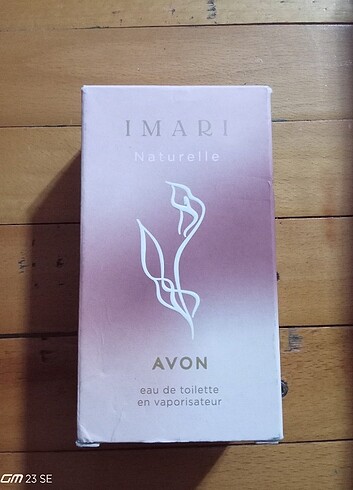 IMARI
Naturelle
AVON
eau de toilette
en vaporisateur
GM 23 SE